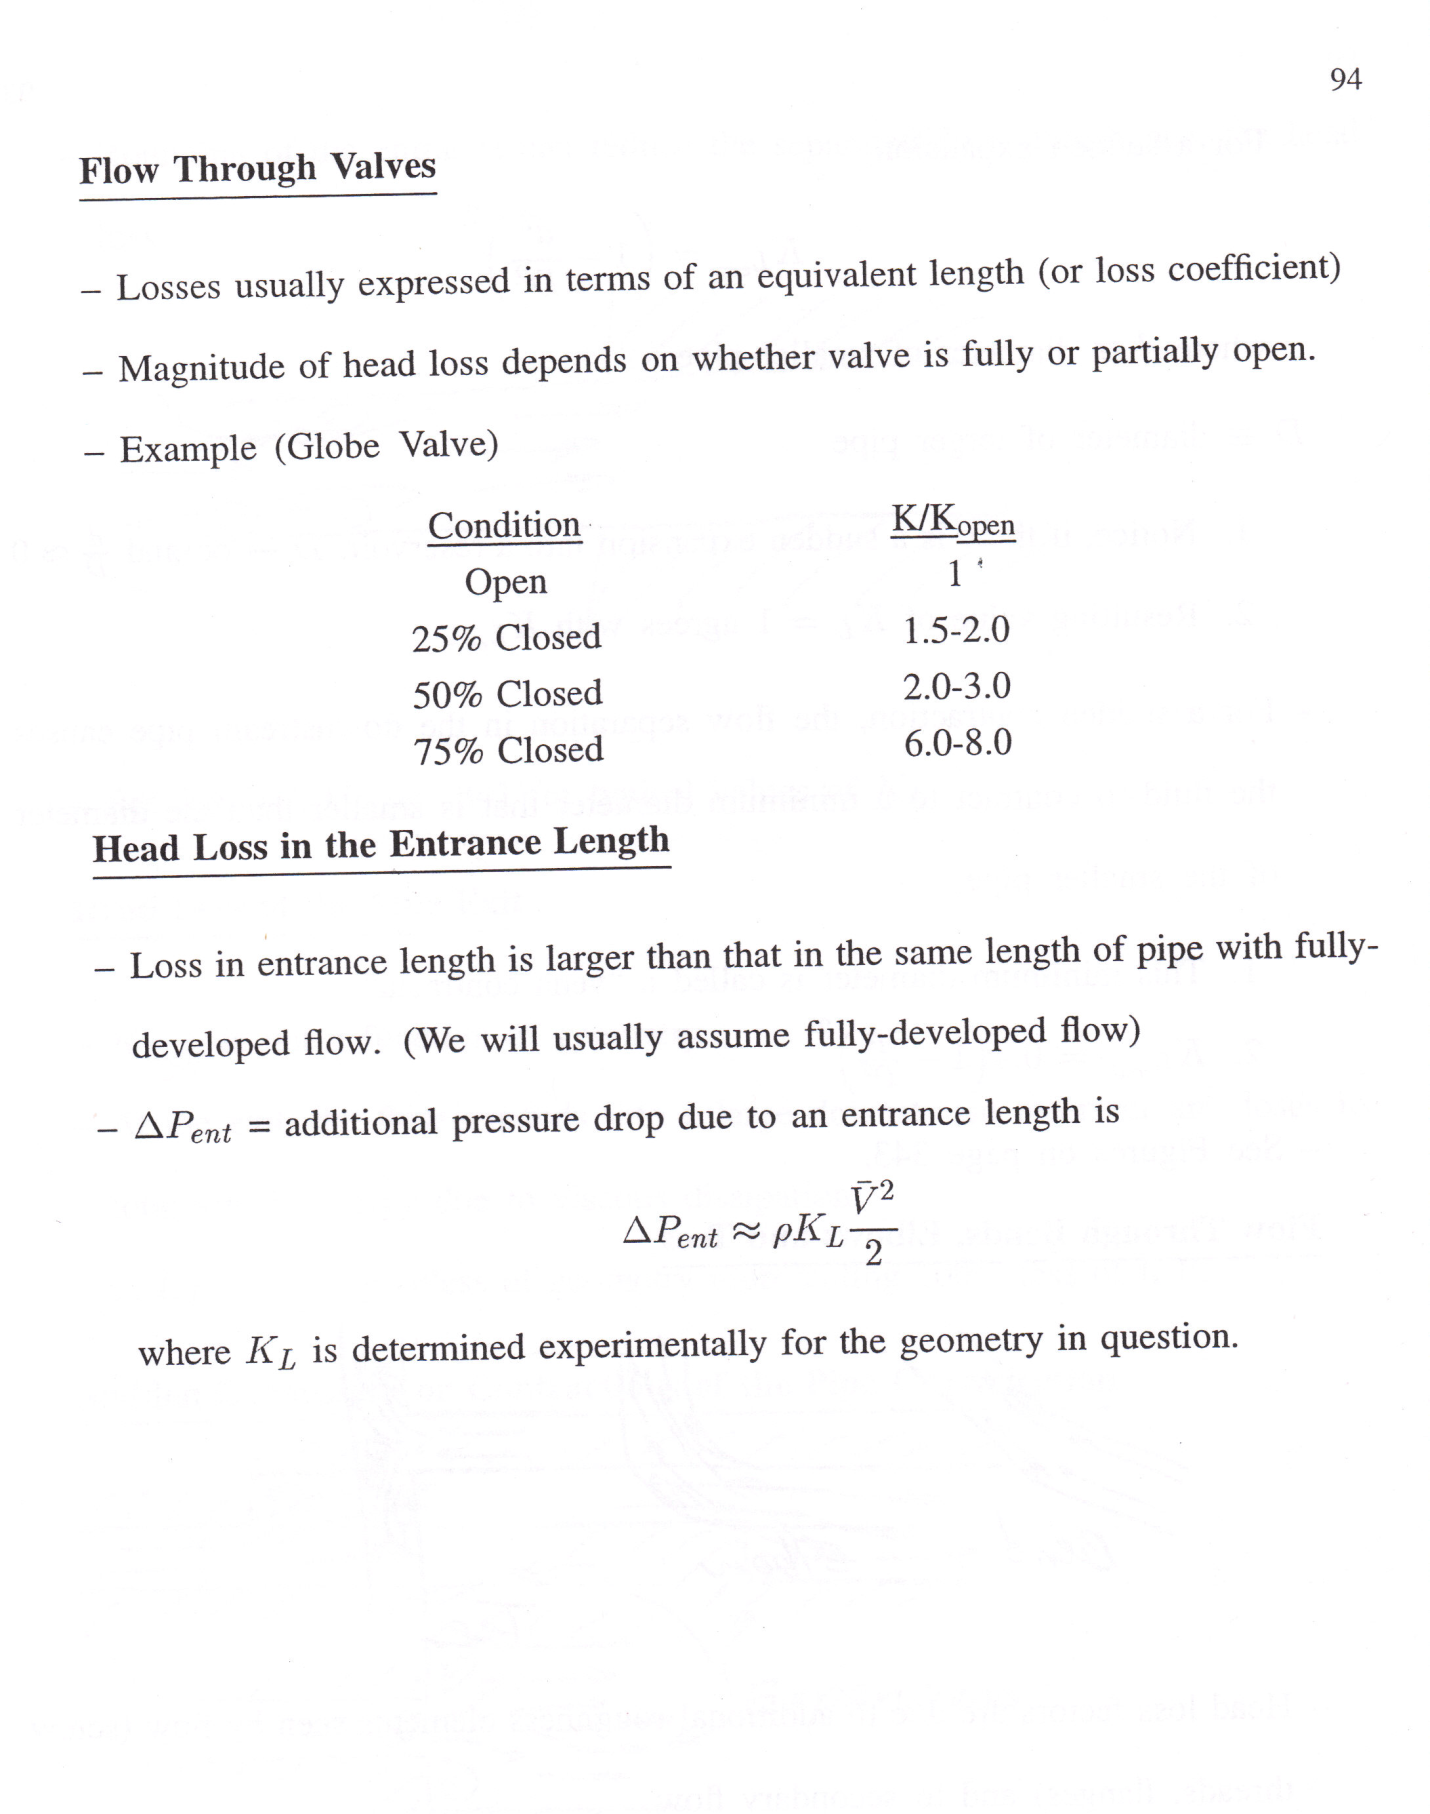 94
Flow Through Valves
– Losses usually expressed in terms of an equivalent length (or loss coefficient)
– Magnitude of head loss depends on whether valve is fully or partially open.
– Example (Globe Valve)
Condition K/K_open
Open 1
25% Closed 1.5-2.0
50% Closed 2.0-3.0
75% Closed 6.0-8.0
Head Loss in the Entrance Length
– Loss in entrance length is larger than that in the same length of pipe with fully-
developed flow. (We will usually assume fully-developed flow)
– ΔP_ent = additional pressure drop due to an entrance length is
ΔP_ent ≈ ρK_L V̄²/2
where K_L is determined experimentally for the geometry in question.